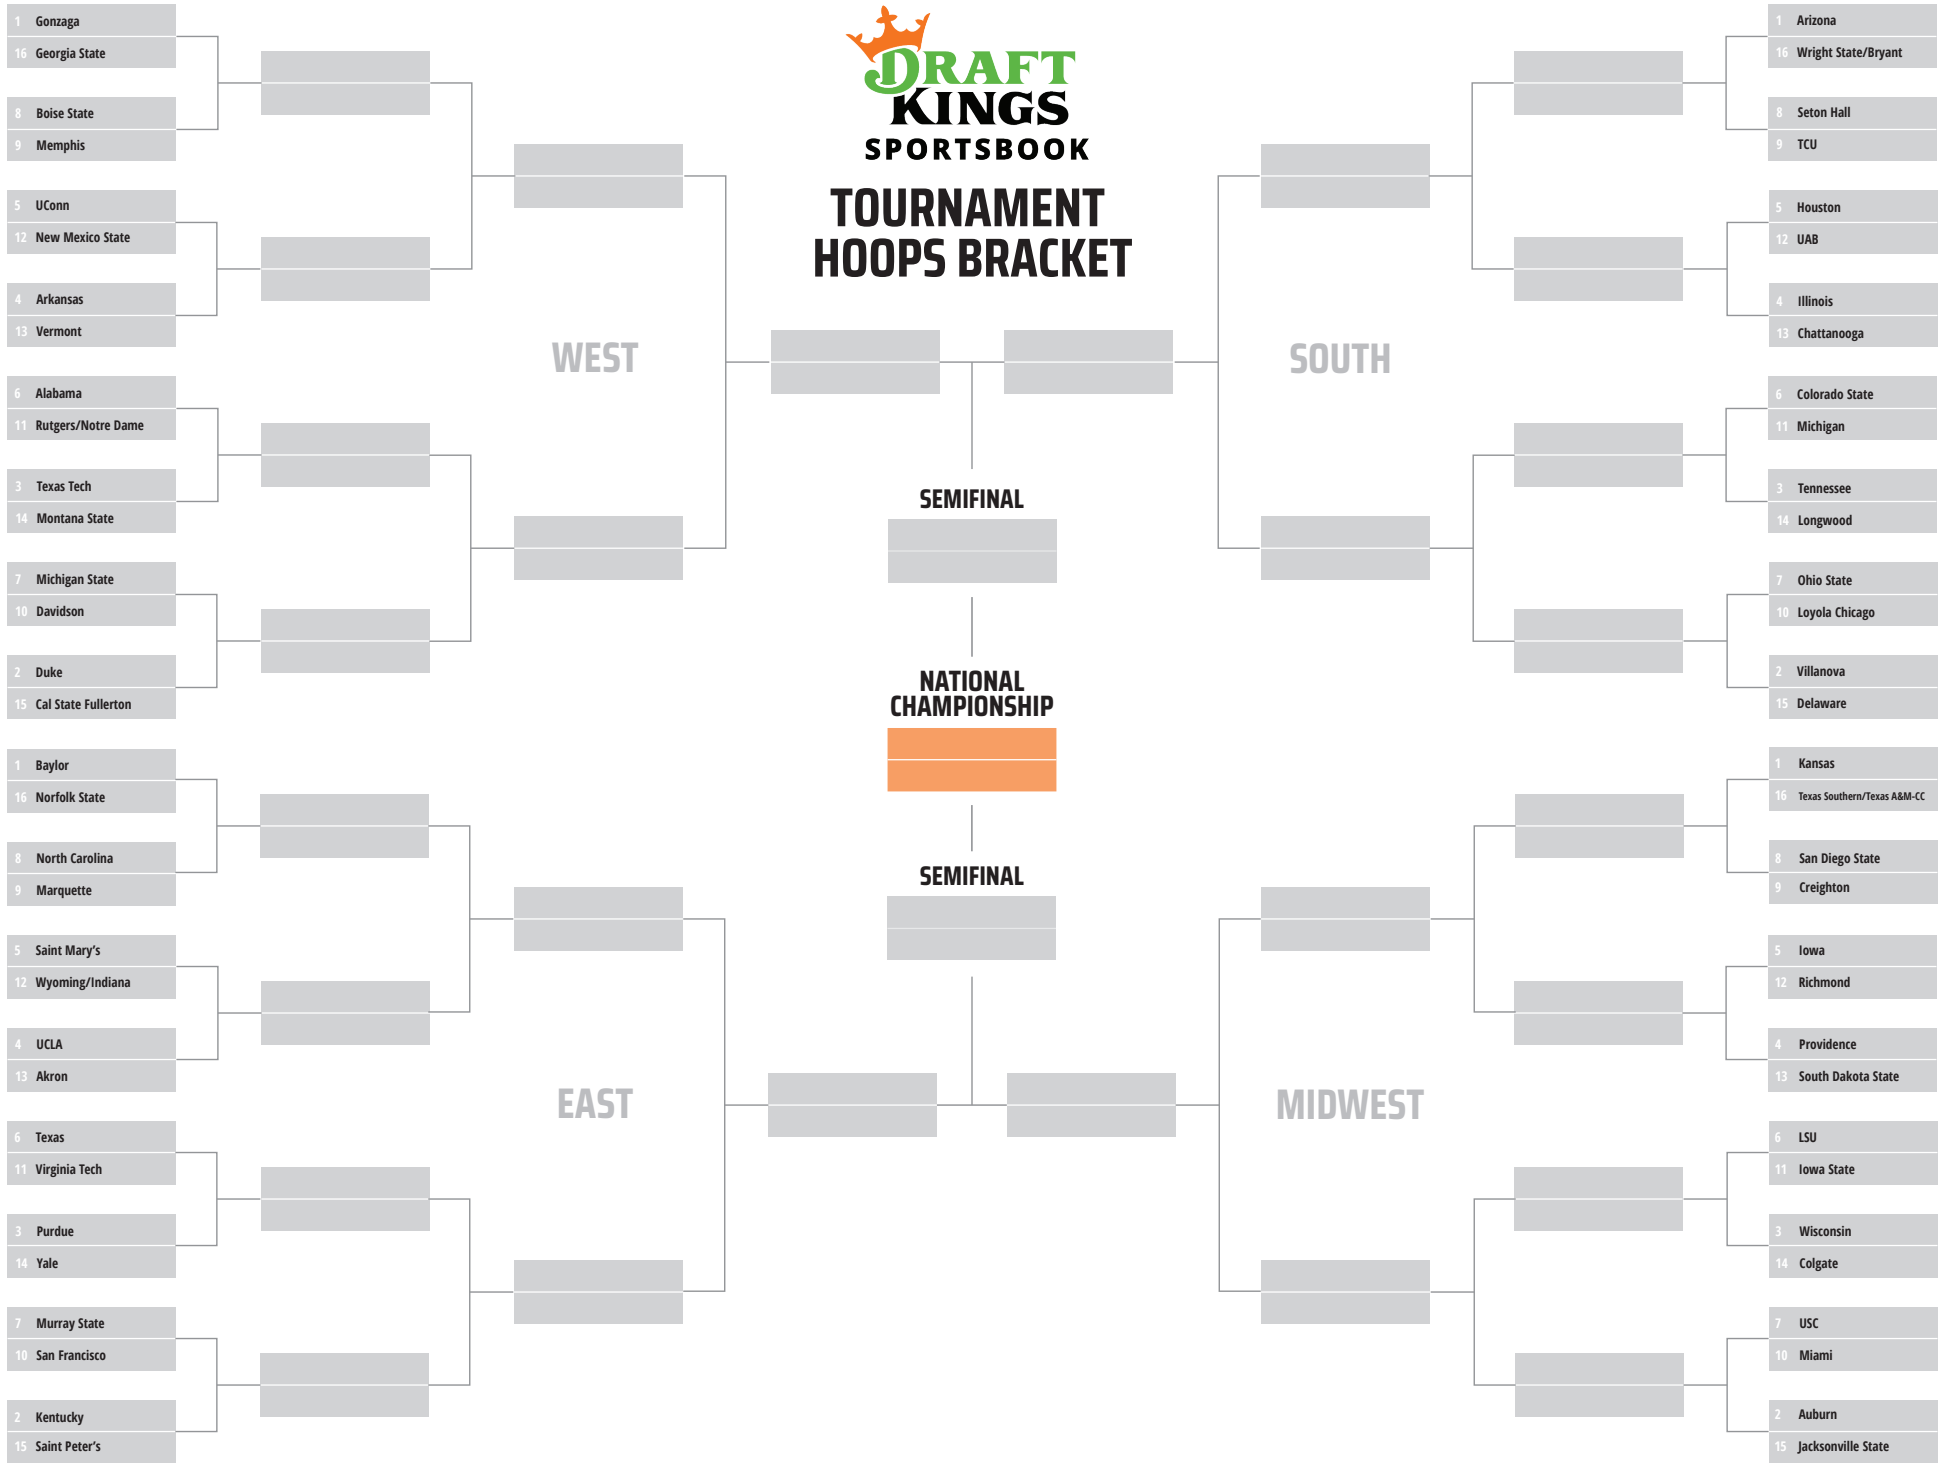 DRAFT
KINGS
SPORTSBOOK
TOURNAMENT
HOOPS BRACKET
1 Gonzaga
16 Georgia State
8 Boise State
9 Memphis
5 UConn
12 New Mexico State
4 Arkansas
13 Vermont
WEST
6 Alabama
11 Rutgers/Notre Dame
3 Texas Tech
14 Montana State
7 Michigan State
10 Davidson
2 Duke
15 Cal State Fullerton
1 Baylor
16 Norfolk State
8 North Carolina
9 Marquette
5 Saint Mary's
12 Wyoming/Indiana
4 UCLA
13 Akron
EAST
6 Texas
11 Virginia Tech
3 Purdue
14 Yale
7 Murray State
10 San Francisco
2 Kentucky
15 Saint Peter's
SEMIFINAL
NATIONAL
CHAMPIONSHIP
SEMIFINAL
1 Arizona
16 Wright State/Bryant
8 Seton Hall
9 TCU
5 Houston
12 UAB
4 Illinois
13 Chattanooga
SOUTH
6 Colorado State
11 Michigan
3 Tennessee
14 Longwood
7 Ohio State
10 Loyola Chicago
2 Villanova
15 Delaware
1 Kansas
16 Texas Southern/Texas A&M-CC
8 San Diego State
9 Creighton
5 Iowa
12 Richmond
4 Providence
13 South Dakota State
MIDWEST
6 LSU
11 Iowa State
3 Wisconsin
14 Colgate
7 USC
10 Miami
2 Auburn
15 Jacksonville State